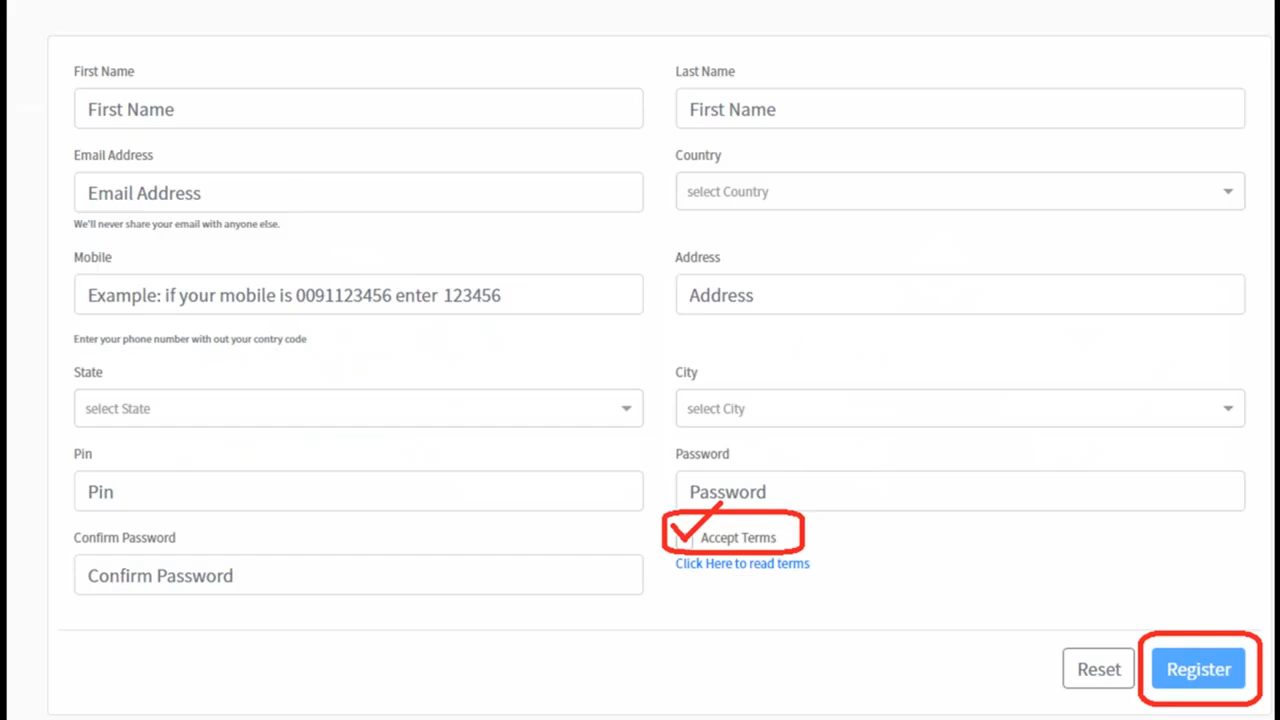 First Name
Last Name
First Name
First Name
Email Address
Country
Email Address
select Country
We'll never share your email with anyone else.
Mobile
Address
Example: if your mobile is 0091123456 enter 123456
Address
Enter your phone number with out your contry code
State
City
select State
select City
Pin
Password
Pin
Password
Confirm Password
Accept Terms
Confirm Password
Click Here to read terms
Reset
Register